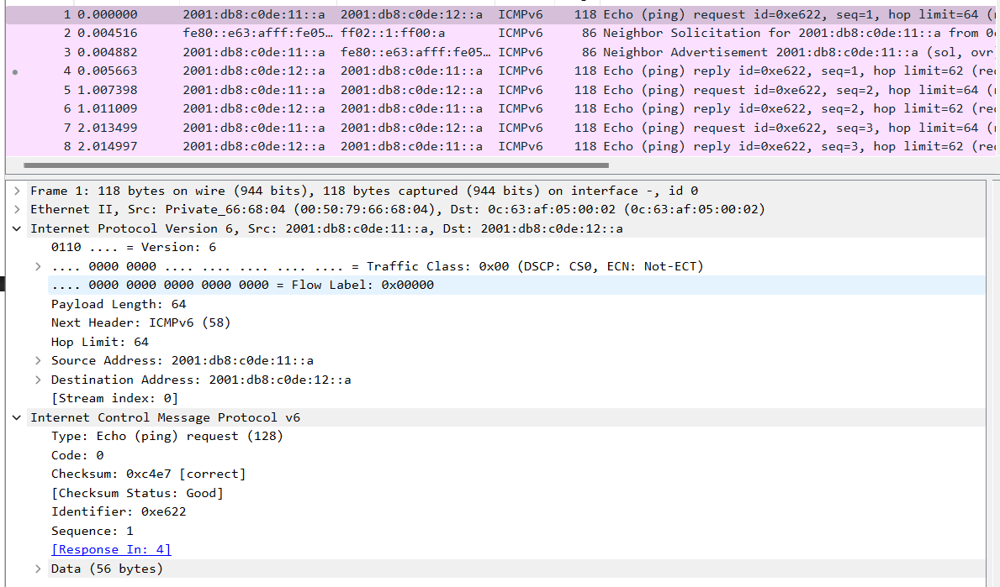 1 0.000000 2001:db8:c0de:11::a 2001:db8:c0de:12::a ICMPv6 118 Echo (ping) request id=0xe622, seq=1, hop limit=64
2 0.004516 fe80::e63:afff:fe05… ff02::1:ff00:a ICMPv6 86 Neighbor Solicitation for 2001:db8:c0de:11::a from
3 0.004882 2001:db8:c0de:11::a fe80::e63:afff:fe05… ICMPv6 86 Neighbor Advertisement 2001:db8:c0de:11::a (sol, ovr
4 0.005663 2001:db8:c0de:12::a 2001:db8:c0de:11::a ICMPv6 118 Echo (ping) reply id=0xe622, seq=1, hop limit=62
5 1.007398 2001:db8:c0de:11::a 2001:db8:c0de:12::a ICMPv6 118 Echo (ping) request id=0xe622, seq=2, hop limit=64
6 1.011009 2001:db8:c0de:12::a 2001:db8:c0de:11::a ICMPv6 118 Echo (ping) reply id=0xe622, seq=2, hop limit=62
7 2.013499 2001:db8:c0de:11::a 2001:db8:c0de:12::a ICMPv6 118 Echo (ping) request id=0xe622, seq=3, hop limit=64
8 2.014997 2001:db8:c0de:12::a 2001:db8:c0de:11::a ICMPv6 118 Echo (ping) reply id=0xe622, seq=3, hop limit=62
Frame 1: 118 bytes on wire (944 bits), 118 bytes captured (944 bits) on interface -, id 0
Ethernet II, Src: Private_66:68:04 (00:50:79:66:68:04), Dst: 0c:63:af:05:00:02 (0c:63:af:05:00:02)
Internet Protocol Version 6, Src: 2001:db8:c0de:11::a, Dst: 2001:db8:c0de:12::a
0110 .... = Version: 6
.... 0000 0000 .... .... .... .... .... = Traffic Class: 0x00 (DSCP: CS0, ECN: Not-ECT)
.... 0000 0000 0000 0000 0000 = Flow Label: 0x00000
Payload Length: 64
Next Header: ICMPv6 (58)
Hop Limit: 64
Source Address: 2001:db8:c0de:11::a
Destination Address: 2001:db8:c0de:12::a
[Stream index: 0]
Internet Control Message Protocol v6
Type: Echo (ping) request (128)
Code: 0
Checksum: 0xc4e7 [correct]
[Checksum Status: Good]
Identifier: 0xe622
Sequence: 1
[Response In: 4]
Data (56 bytes)